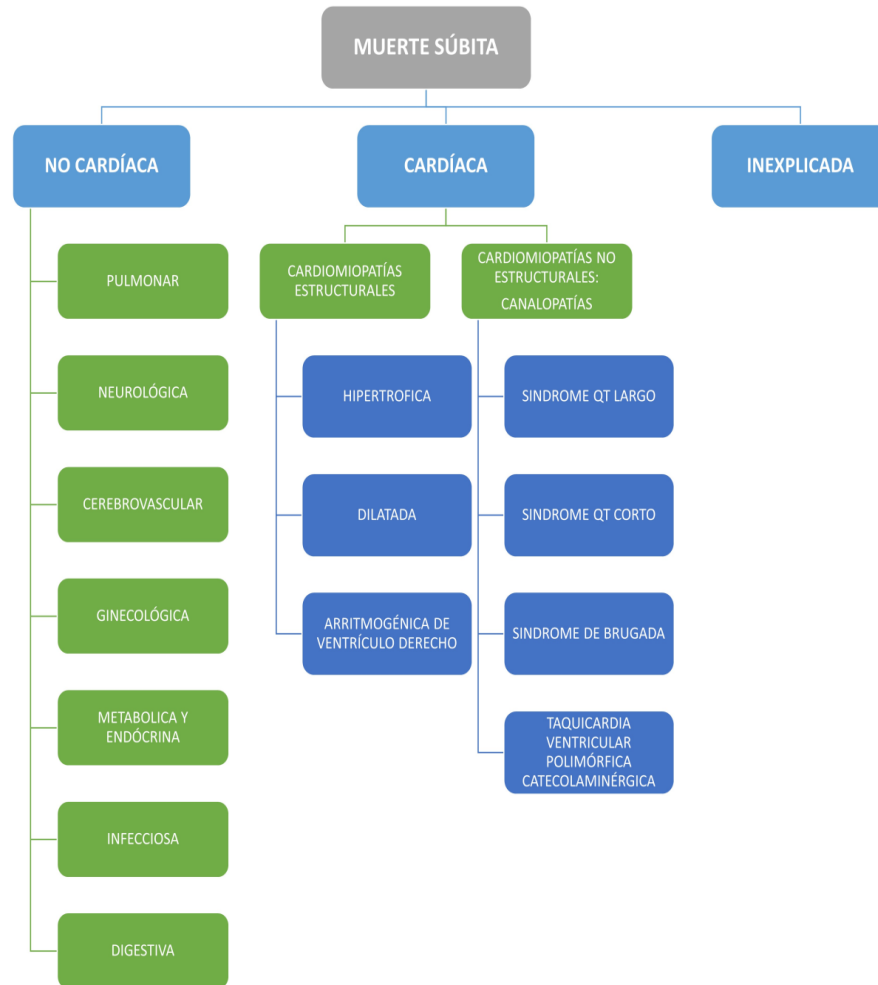 MUERTE SÚBITA
NO CARDÍACA
CARDÍACA
INEXPLICADA
PULMONAR
NEUROLÓGICA
CEREBROVASCULAR
GINECOLÓGICA
METABOLICA Y
ENDÓCRINA
INFECCIOSA
DIGESTIVA
CARDIOMIOPATÍAS
ESTRUCTURALES
HIPERTROFICA
DILATADA
ARRITMOGÉNICA DE
VENTRÍCULO DERECHO
CARDIOMIOPATÍAS NO
ESTRUCTURALES:
CANALOPATÍAS
SINDROME QT LARGO
SINDROME QT CORTO
SINDROME DE BRUGADA
TAQUICARDIA
VENTRICULAR
POLIMÓRFICA
CATECOLAMINÉRGICA